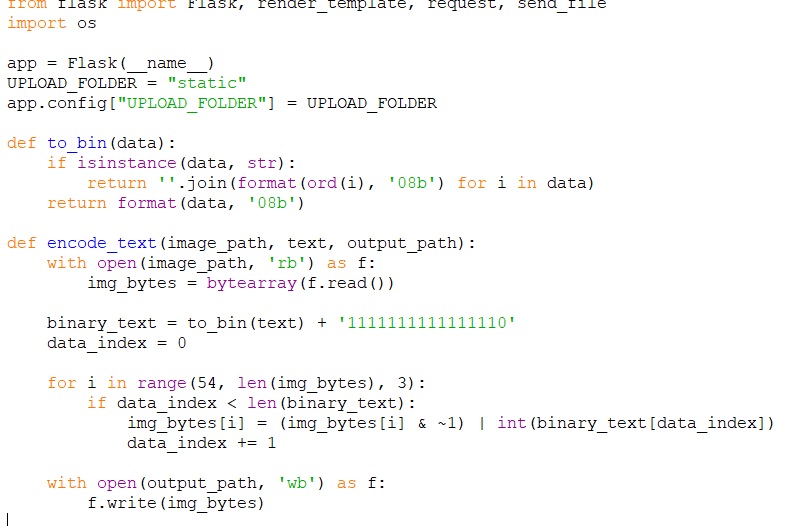 from flask import Flask, render_template, request, send_file
import os
app = Flask(__name__)
UPLOAD_FOLDER = "static"
app.config["UPLOAD_FOLDER"] = UPLOAD_FOLDER
def to_bin(data):
    if isinstance(data, str):
        return ''.join(format(ord(i), '08b') for i in data)
    return format(data, '08b')
def encode_text(image_path, text, output_path):
    with open(image_path, 'rb') as f:
        img_bytes = bytearray(f.read())
    binary_text = to_bin(text) + '1111111111111110'
    data_index = 0
    for i in range(54, len(img_bytes), 3):
        if data_index < len(binary_text):
            img_bytes[i] = (img_bytes[i] & ~1) | int(binary_text[data_index])
            data_index += 1
    with open(output_path, 'wb') as f:
        f.write(img_bytes)